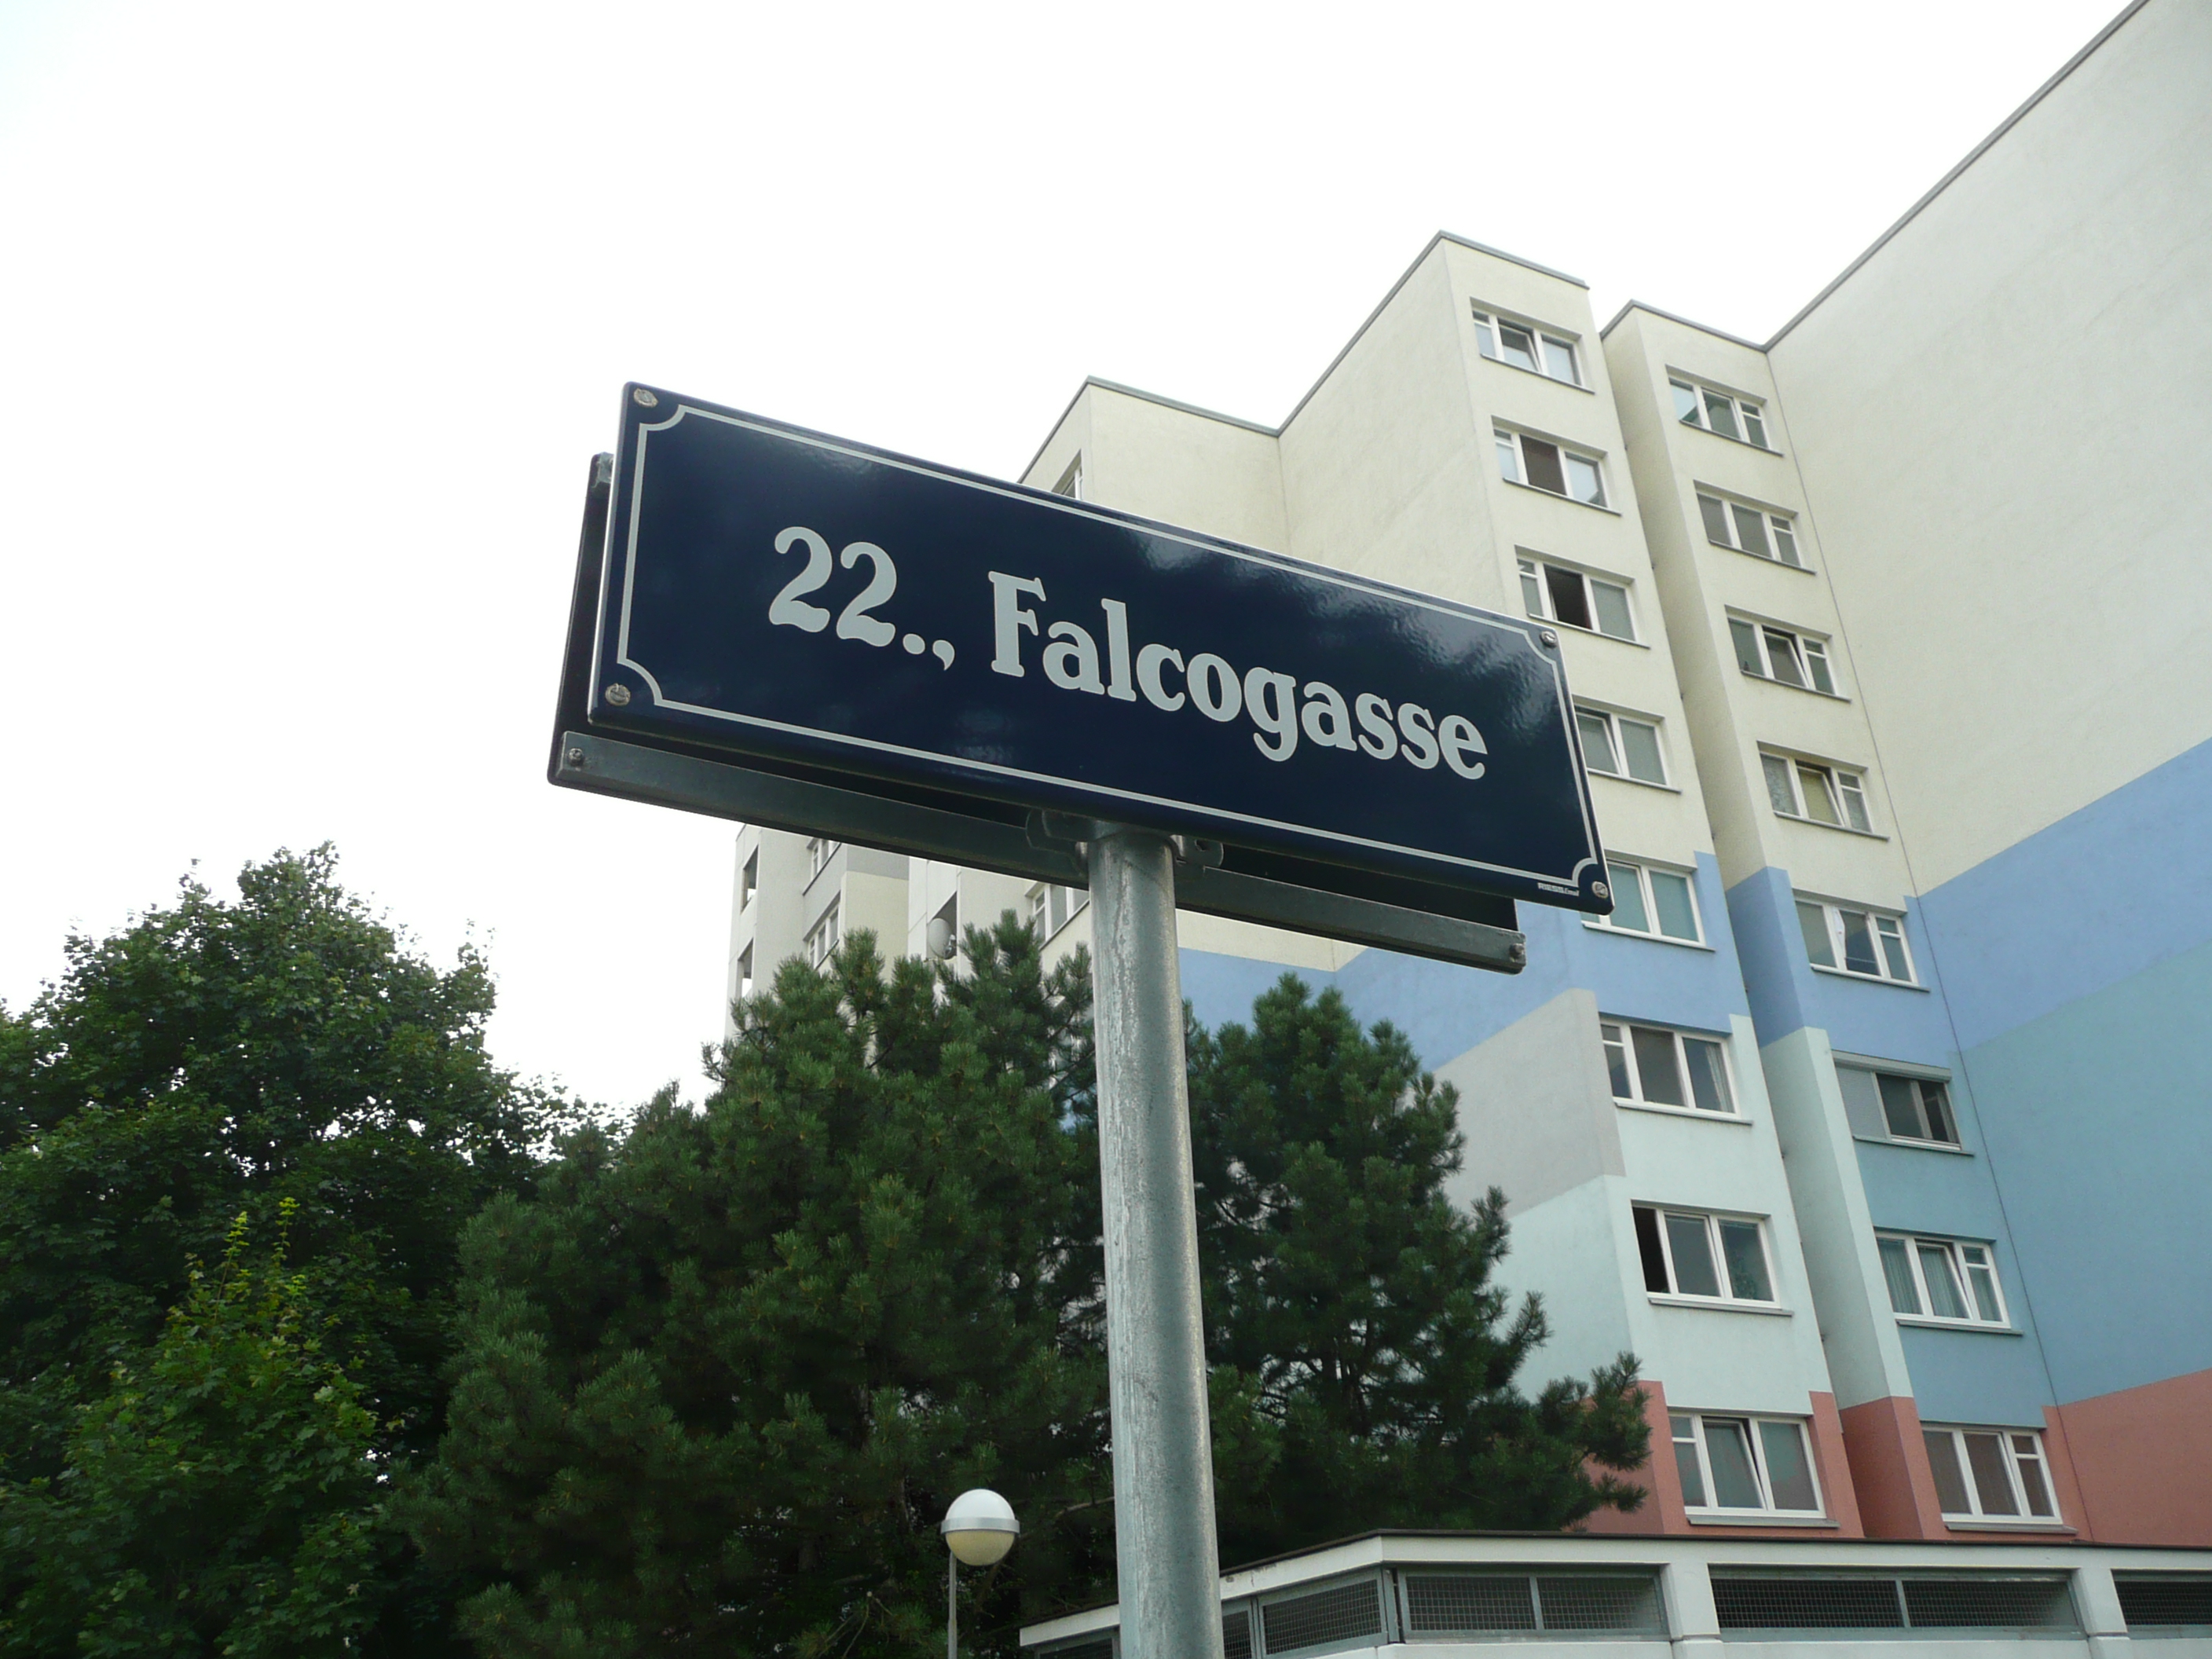 22., Falcogasse